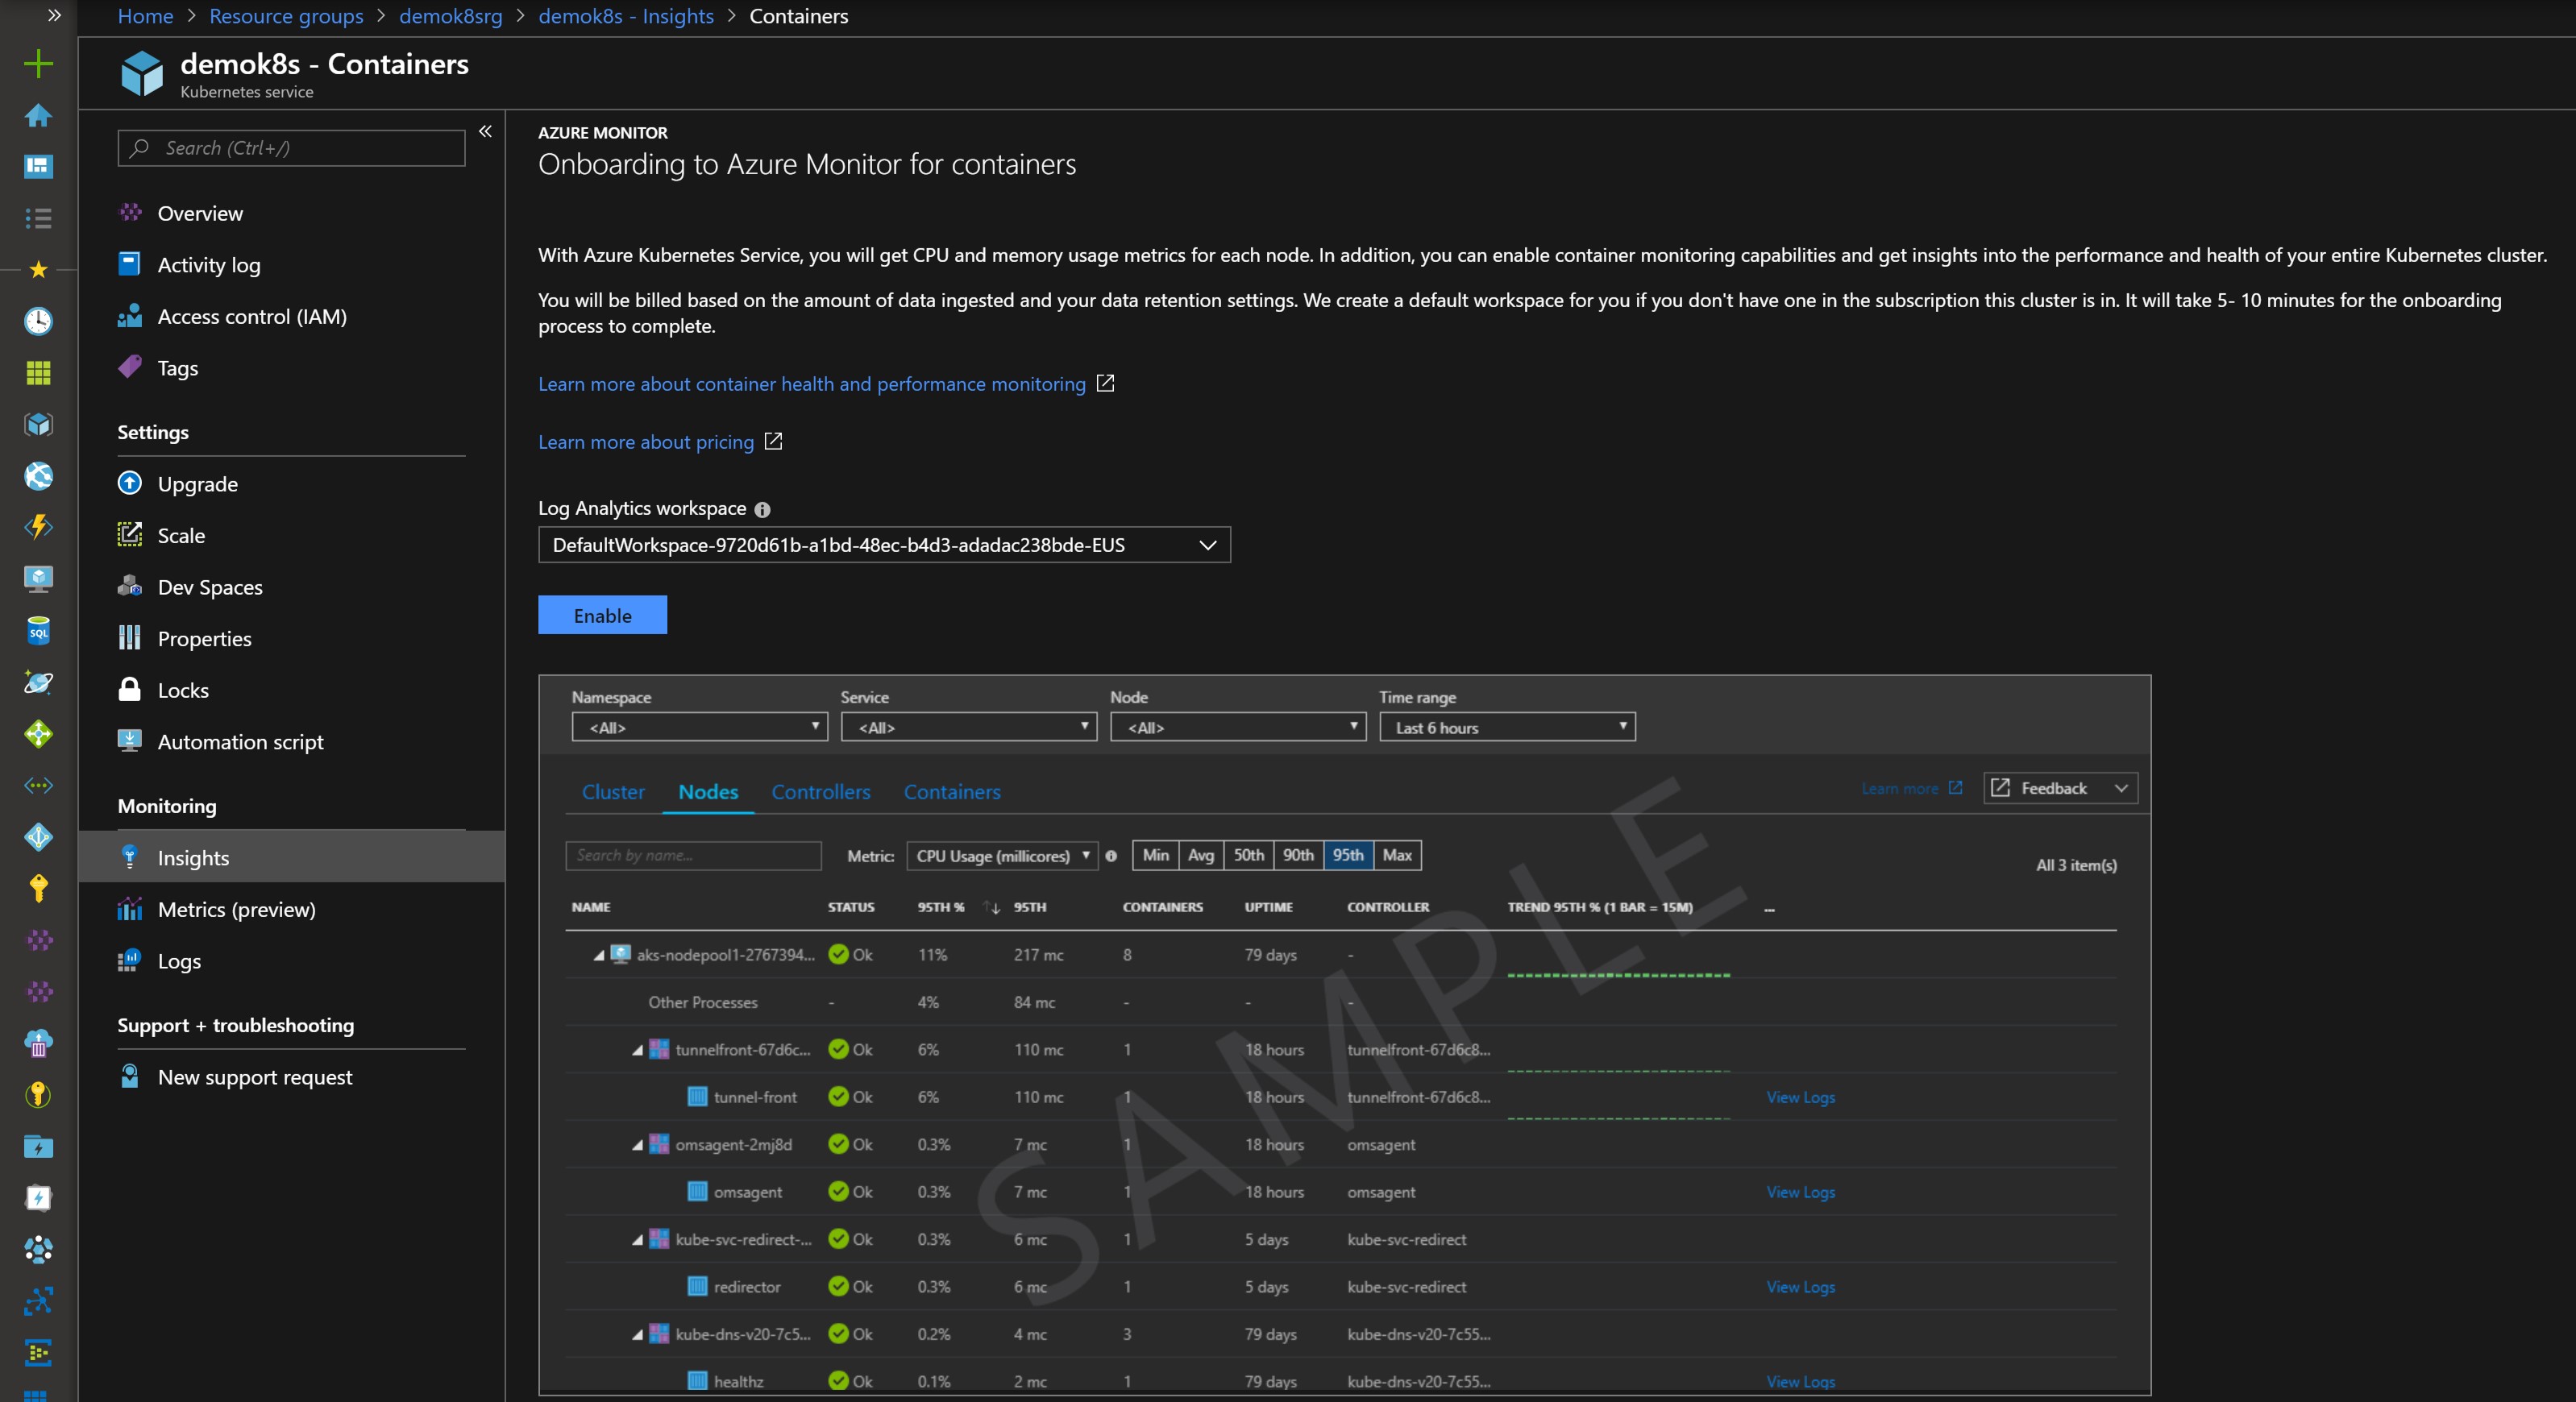 Home > Resource groups > demok8srg > demok8s - Insights > Containers
demok8s - Containers
Kubernetes service
Search (Ctrl+/)
Overview
Activity log
Access control (IAM)
Tags
Settings
Upgrade
Scale
Dev Spaces
Properties
Locks
Automation script
Monitoring
Insights
Metrics (preview)
Logs
Support + troubleshooting
New support request
SQL
AZURE MONITOR
Onboarding to Azure Monitor for containers
With Azure Kubernetes Service, you will get CPU and memory usage metrics for each node. In addition, you can enable container monitoring capabilities and get insights into the performance and health of your entire Kubernetes cluster.
You will be billed based on the amount of data ingested and your data retention settings. We create a default workspace for you if you don't have one in the subscription this cluster is in. It will take 5- 10 minutes for the onboarding
process to complete.
Learn more about container health and performance monitoring
Learn more about pricing
Log Analytics workspace
DefaultWorkspace-9720d61b-a1bd-48ec-b4d3-adadac238bde-EUS
Enable
Namespace Service Node Time range
<All> <All> <All> Last 6 hours
Cluster Nodes Controllers Containers Learn more Feedback
Search by name... Metric: CPU Usage (millicores) Min Avg 50th 90th 95th Max
All 3 item(s)
NAME STATUS 95TH % 95TH CONTAINERS UPTIME CONTROLLER TREND 95TH % (1 BAR = 15M) ...
aks-nodepool1-2767394... Ok 11% 217 mc 8 79 days -
Other Processes - 4% 84 mc - - -
tunnelfront-67d6c... Ok 6% 110 mc 1 18 hours tunnelfront-67d6c8...
tunnel-front Ok 6% 110 mc 1 18 hours tunnelfront-67d6c8... View Logs
omsagent-2mj8d Ok 0.3% 7 mc 1 18 hours omsagent
omsagent Ok 0.3% 7 mc 1 18 hours omsagent View Logs
kube-svc-redirect-... Ok 0.3% 6 mc 1 5 days kube-svc-redirect
redirector Ok 0.3% 6 mc 1 5 days kube-svc-redirect View Logs
kube-dns-v20-7c5... Ok 0.2% 4 mc 3 79 days kube-dns-v20-7c55...
healthz Ok 0.1% 2 mc 1 79 days kube-dns-v20-7c55... View Logs
SAMPLE